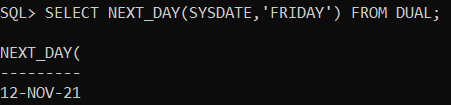 SQL> SELECT NEXT_DAY(SYSDATE,'FRIDAY') FROM DUAL;
NEXT_DAY(
---------
12-NOV-21